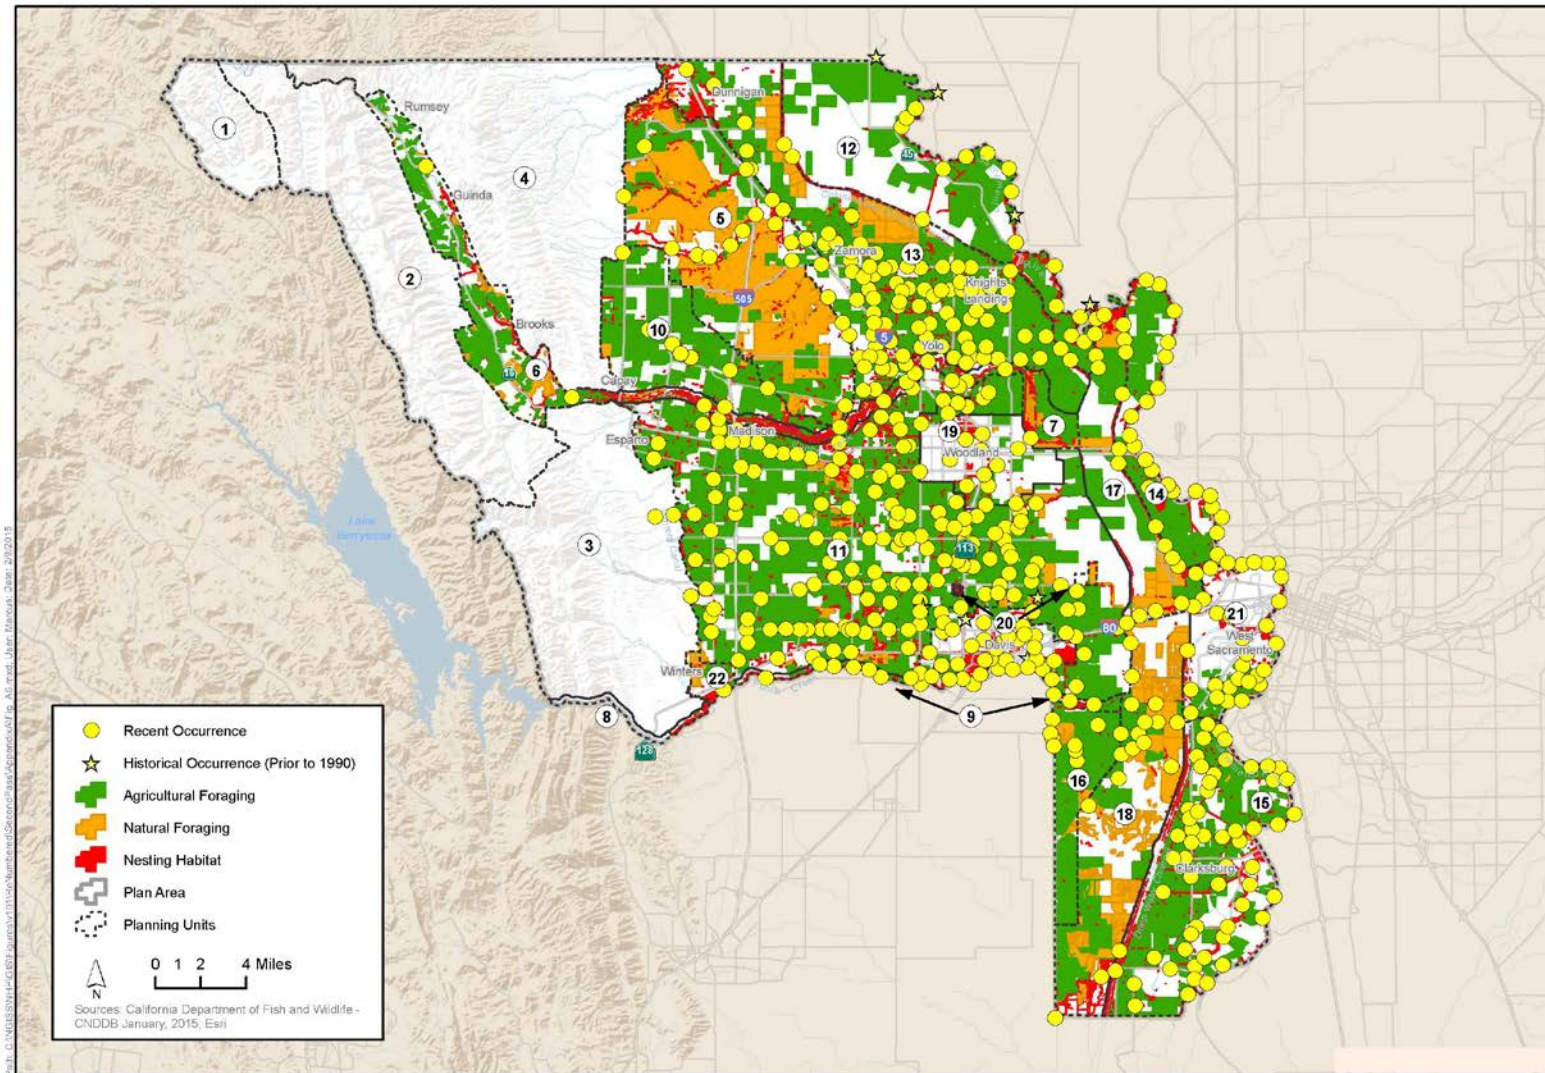 Rumsey
Dunnigan
1
12
45
4
Guinda
5
Zamora
13
2
Knights
Landing
505
10
5
Yolo
Brooks
6
16
Capay
Madison
Esparto
19
Woodland
7
17
14
Lake
Berryessa
3
11
113
20
21
Davis
80
West
Sacramento
Winters
22
8
9
128
16
18
15
Clarksburg
Recent Occurrence
Historical Occurrence (Prior to 1990)
Agricultural Foraging
Natural Foraging
Nesting Habitat
Plan Area
Planning Units
0 1 2 4 Miles
N
Sources: California Department of Fish and Wildlife -
CNDDB January, 2015, Esri